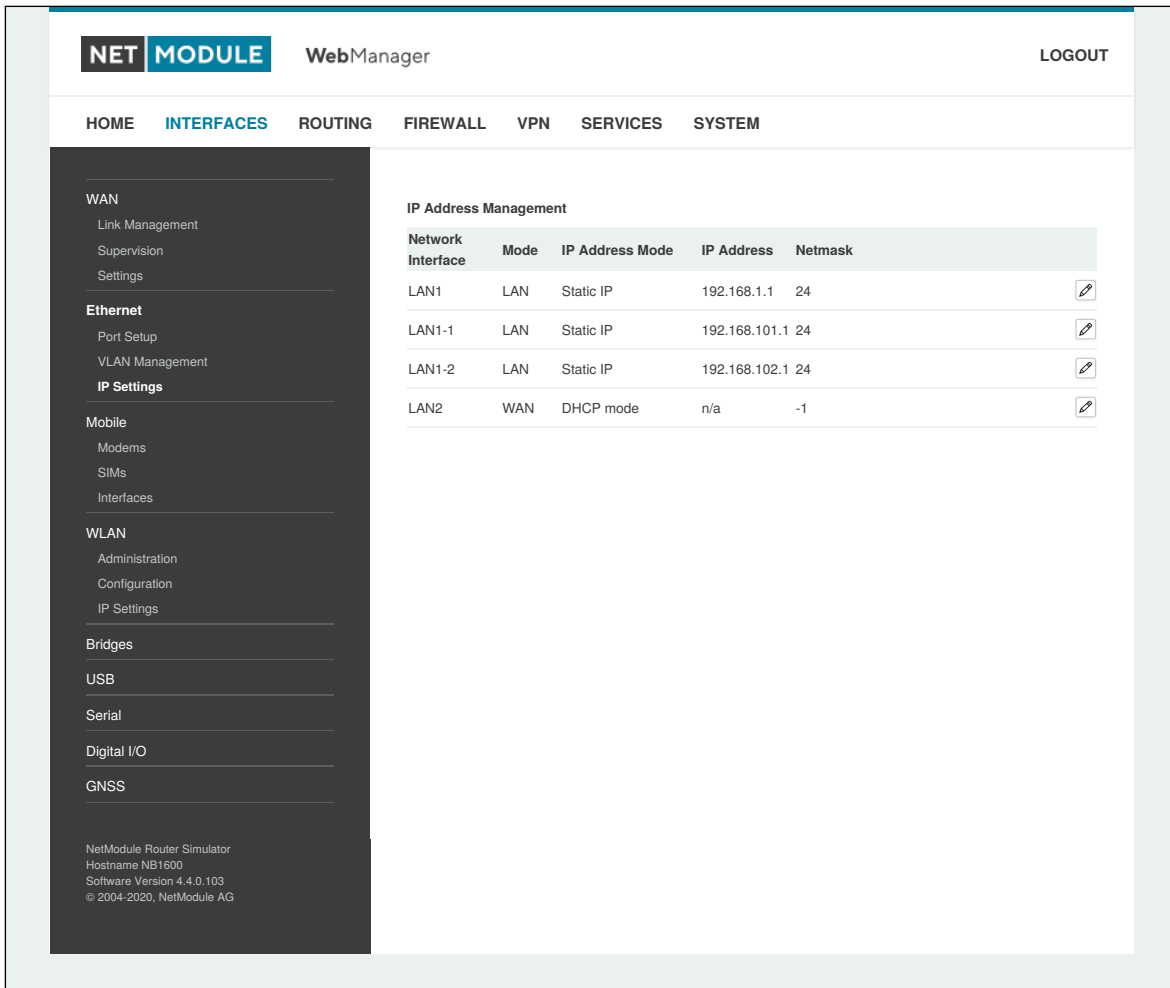 NET MODULE WebManager LOGOUT
HOME INTERFACES ROUTING FIREWALL VPN SERVICES SYSTEM
WAN
Link Management
Supervision
Settings
Ethernet
Port Setup
VLAN Management
IP Settings
Mobile
Modems
SIMs
Interfaces
WLAN
Administration
Configuration
IP Settings
Bridges
USB
Serial
Digital I/O
GNSS
NetModule Router Simulator
Hostname NB1600
Software Version 4.4.0.103
© 2004-2020, NetModule AG
IP Address Management
Network Interface Mode IP Address Mode IP Address Netmask
LAN1 LAN Static IP 192.168.1.1 24
LAN1-1 LAN Static IP 192.168.101.1 24
LAN1-2 LAN Static IP 192.168.102.1 24
LAN2 WAN DHCP mode n/a -1